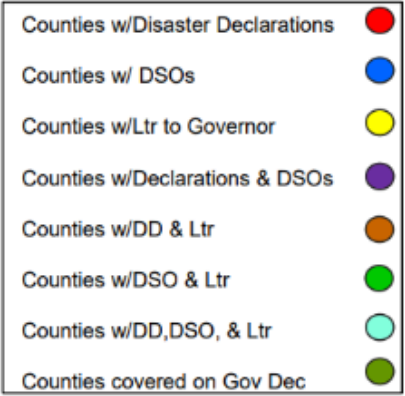 Counties w/Disaster Declarations
Counties w/ DSOs
Counties w/Ltr to Governor
Counties w/Declarations & DSOs
Counties w/DD & Ltr
Counties w/DSO & Ltr
Counties w/DD,DSO, & Ltr
Counties covered on Gov Dec